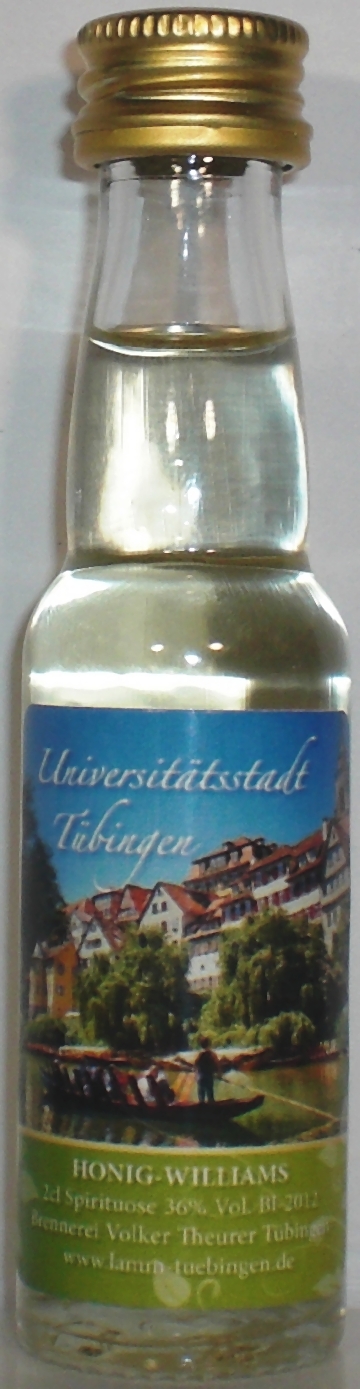 Universitätsstadt
Tübingen
HONIG-WILLIAMS
2cl Spirituose 36% Vol. BI-2012
Brennerei Volker Theurer Tübingen
www.lamm-tuebingen.de